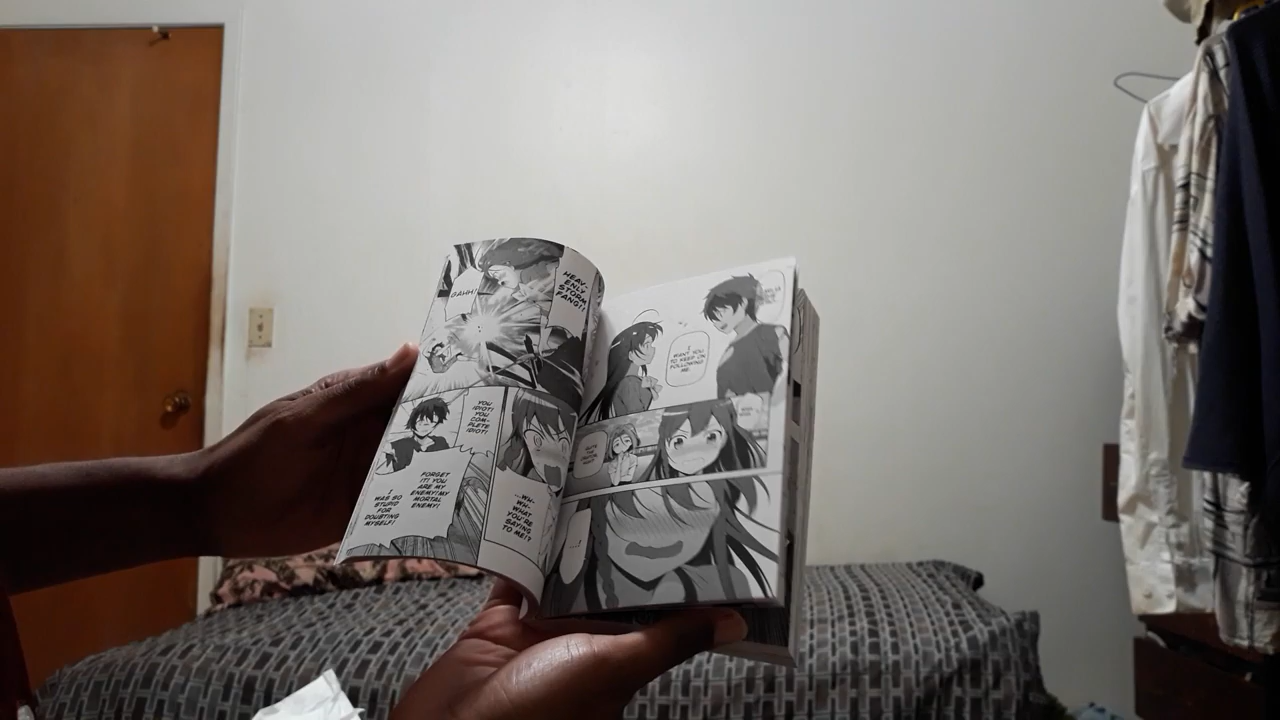 HEAV-
ENLY
STORM
FANG!!
GAHH!
YOU
IDIOT!
YOU
COM-
PLETE
IDIOT!
FORGET
IT! YOU
ARE MY
ENEMY! MY
MORTAL
ENEMY!
I
WAS SO
STUPID
FOR
DOUBTING
MYSELF!
...WH-
WH-
WHAT
YOU'RE
SAYING
TO ME!?
I
WANT YOU
TO KEEP ON
FOLLOWING
ME.